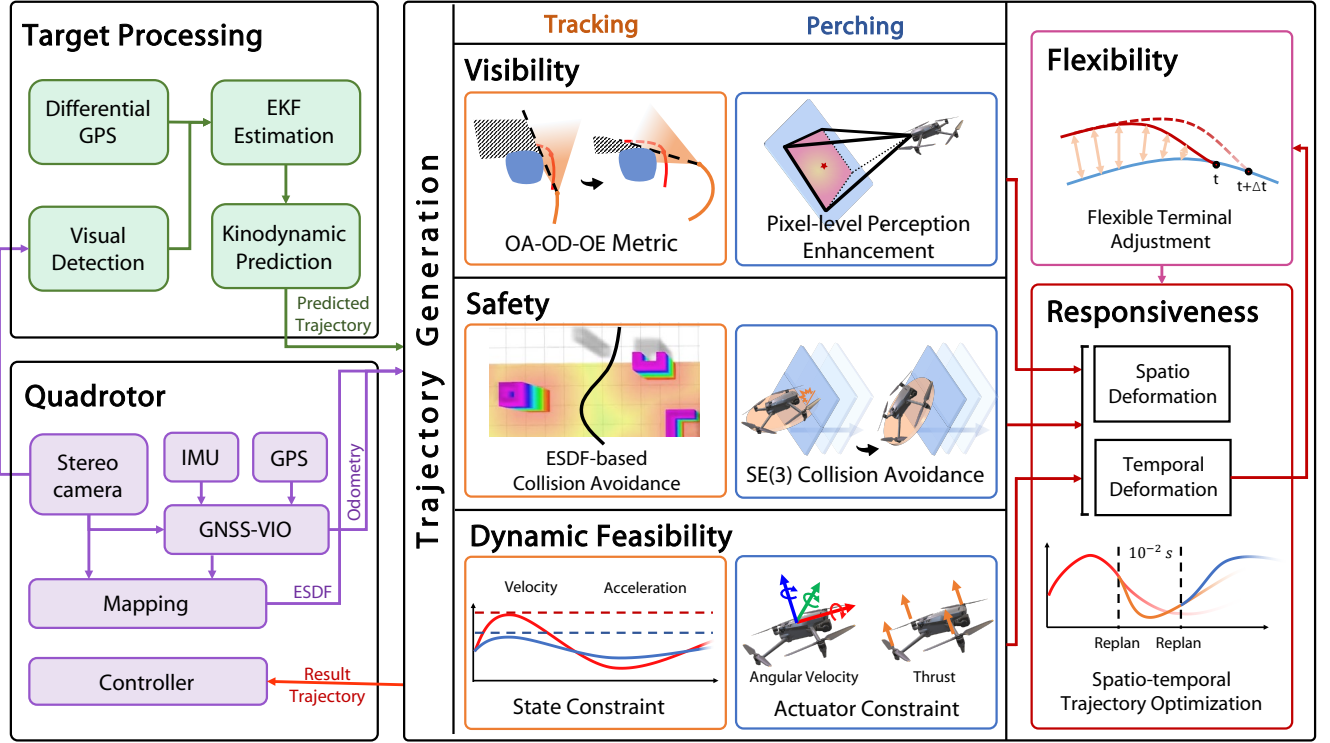 Target Processing
Differential
GPS
EKF
Estimation
Visual
Detection
Kinodynamic
Prediction
Predicted
Trajectory
Quadrotor
Stereo
camera
IMU
GPS
GNSS-VIO
Odometry
Mapping
ESDF
Controller
Result
Trajectory
Trajectory Generation
Tracking
Perching
Visibility
OA-OD-OE Metric
Pixel-level Perception
Enhancement
Safety
ESDF-based
Collision Avoidance
SE(3) Collision Avoidance
Dynamic Feasibility
Velocity
Acceleration
State Constraint
Angular Velocity
Thrust
Actuator Constraint
Flexibility
t
t+Δt
Flexible Terminal
Adjustment
Responsiveness
Spatio
Deformation
Temporal
Deformation
10⁻² s
Replan
Replan
Spatio-temporal
Trajectory Optimization